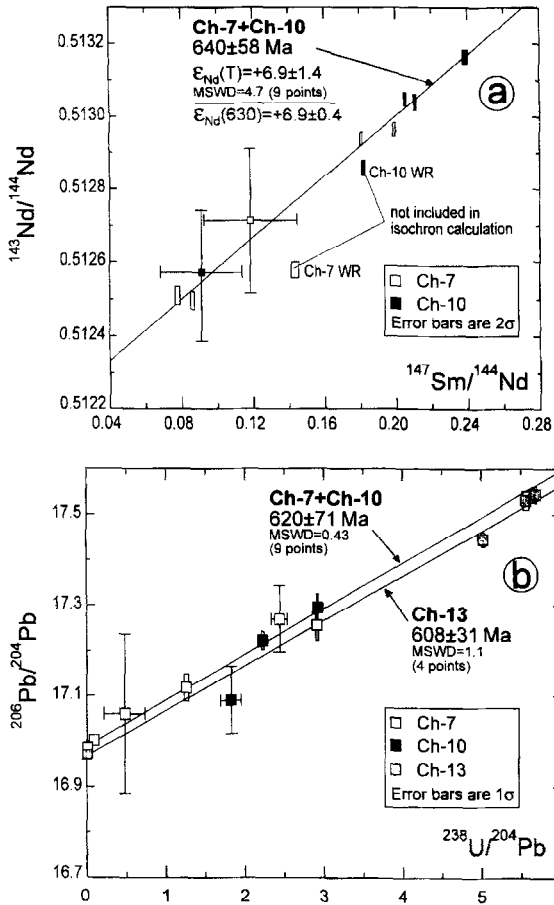 Ch-7+Ch-10
640±58 Ma
εNd(T)=+6.9±1.4
MSWD=4.7 (9 points)
εNd(630)=+6.9±0.4
a
Ch-10 WR
not included in
isochron calculation
Ch-7 WR
Ch-7
Ch-10
Error bars are 2σ
0.5132
0.5130
0.5128
0.5126
0.5124
0.5122
143Nd/144Nd
147Sm/144Nd
0.04 0.08 0.12 0.16 0.20 0.24 0.28
Ch-7+Ch-10
620±71 Ma
MSWD=0.43
(9 points)
b
Ch-13
608±31 Ma
MSWD=1.1
(4 points)
Ch-7
Ch-10
Ch-13
Error bars are 1σ
17.5
17.3
17.1
16.9
16.7
206Pb/204Pb
238U/204Pb
0 1 2 3 4 5